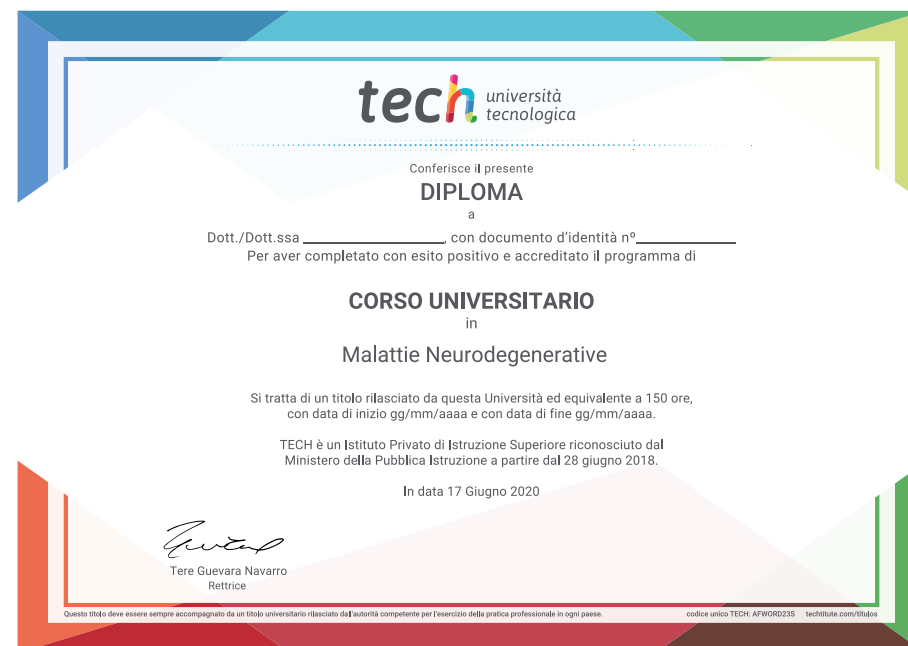 tech università
tecnologica
Conferisce il presente
DIPLOMA
a
Dott./Dott.ssa ____________________, con documento d'identità nº______________
Per aver completato con esito positivo e accreditato il programma di
CORSO UNIVERSITARIO
in
Malattie Neurodegenerative
Si tratta di un titolo rilasciato da questa Università ed equivalente a 150 ore,
con data di inizio gg/mm/aaaa e con data di fine gg/mm/aaaa.
TECH è un Istituto Privato di Istruzione Superiore riconosciuto dal
Ministero della Pubblica Istruzione a partire dal 28 giugno 2018.
In data 17 Giugno 2020
Tere Guevara Navarro
Rettrice
Questo titolo deve essere sempre accompagnato da un titolo universitario rilasciato dall'autorità competente per l'esercizio della pratica professionale in ogni paese. codice unico TECH: AFWORD23S techtitute.com/titulos